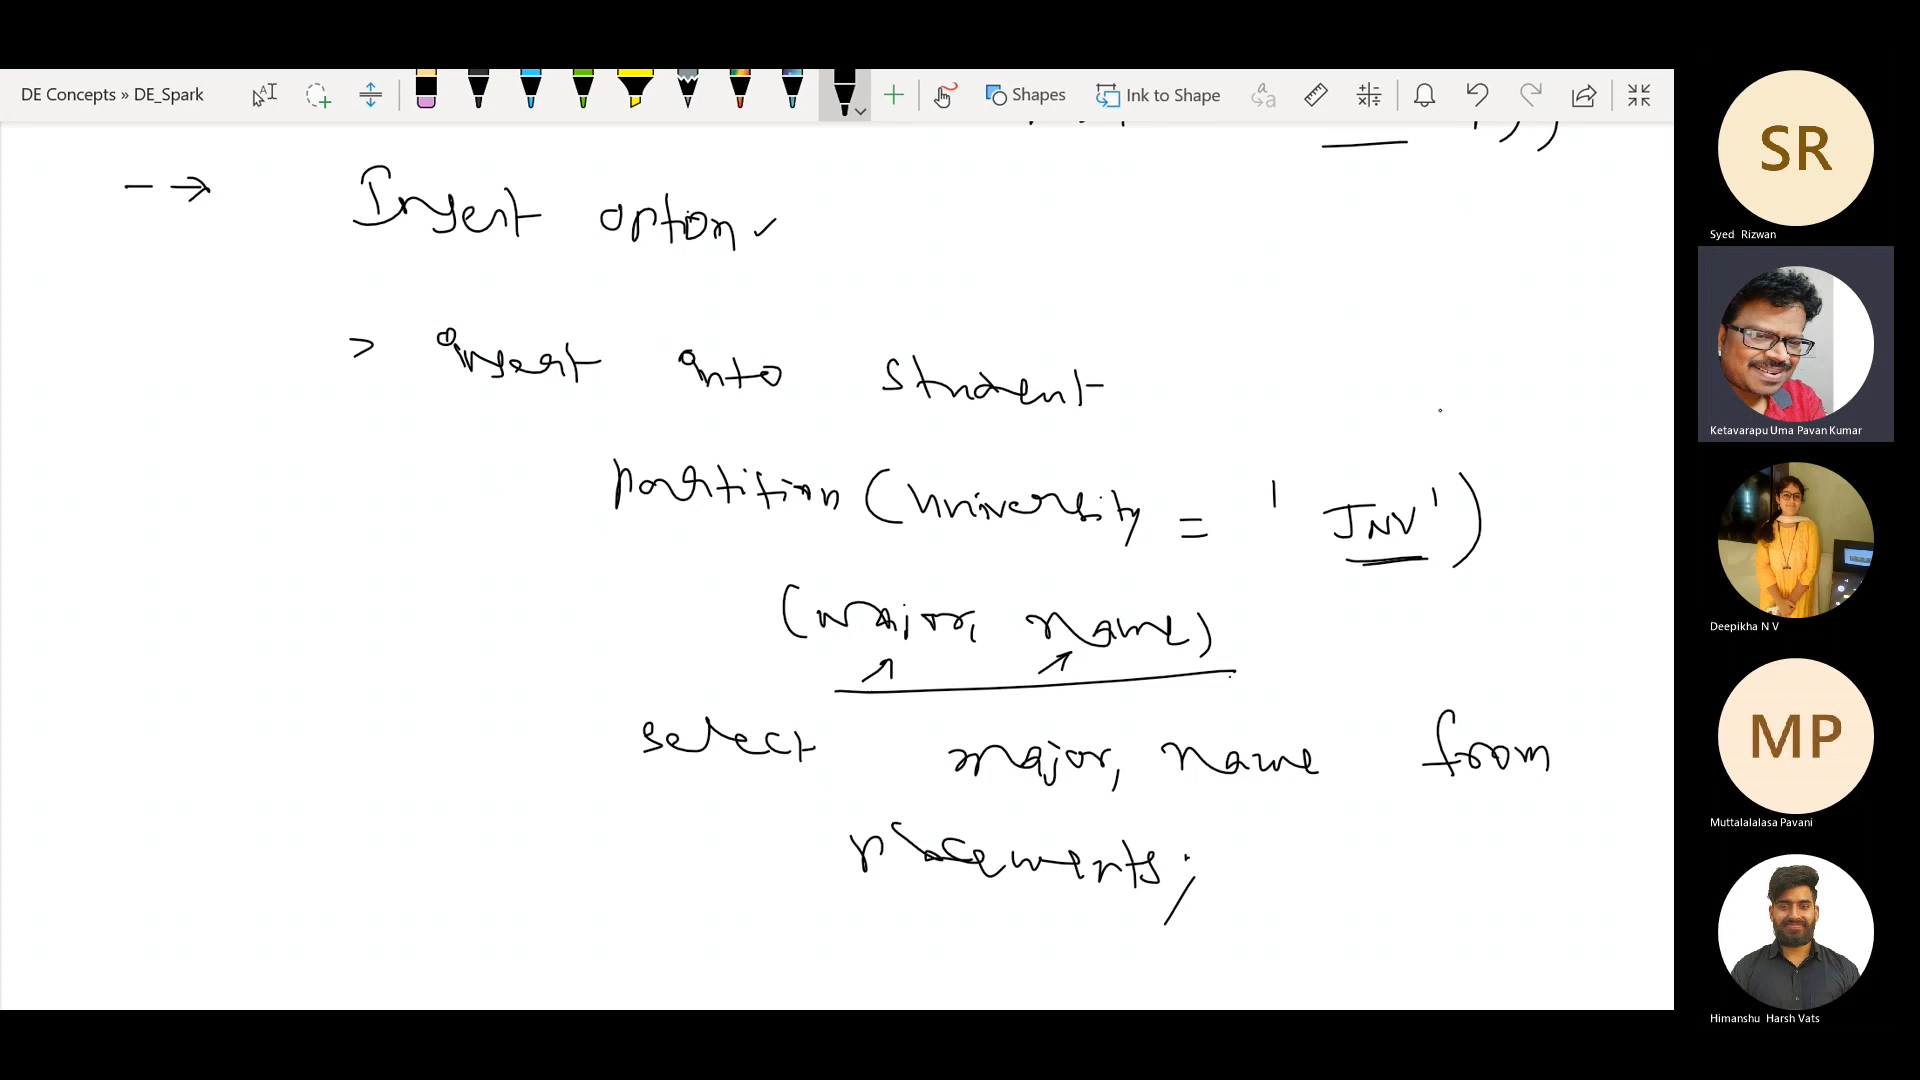 DE Concepts » DE_Spark
Shapes
Ink to Shape
Insert option
> insert into student
partition (university = 'JNV')
(major, name)
select major, name from
placements;
SR
Syed Rizwan
Ketavarapu Uma Pavan Kumar
Deepikha N V
MP
Muttalalalasa Pavani
Himanshu Harsh Vats